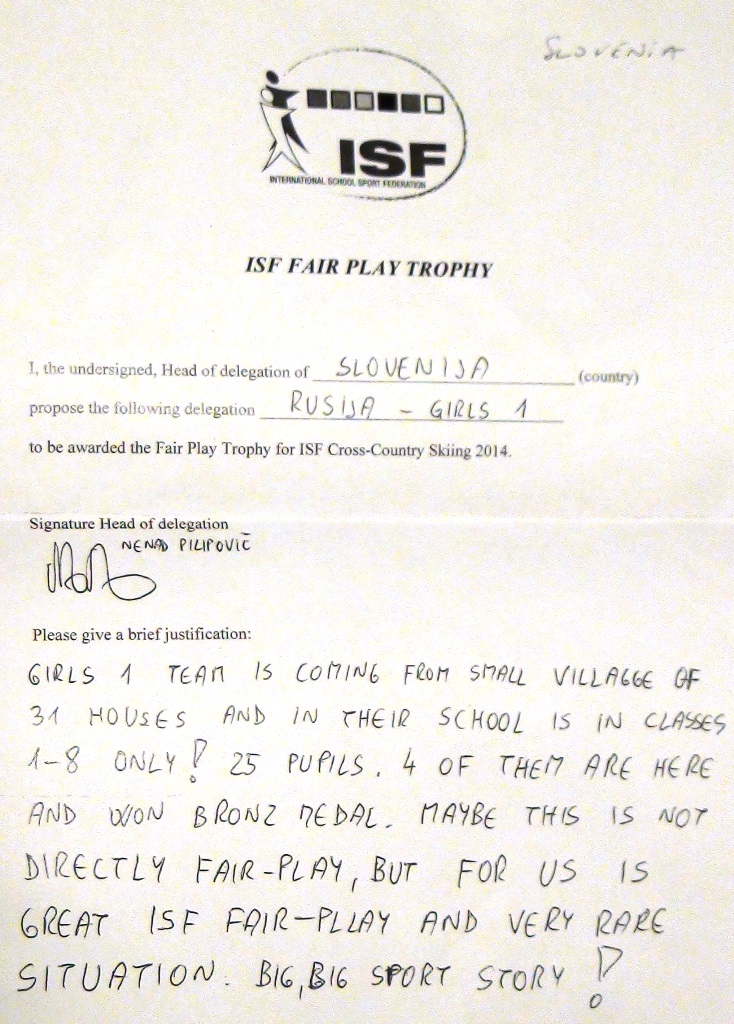 SLOVENIA
ISF
INTERNATIONAL SCHOOL SPORT FEDERATION
ISF FAIR PLAY TROPHY
I, the undersigned, Head of delegation of SLOVENIJA (country)
propose the following delegation RUSIJA - GIRLS 1
to be awarded the Fair Play Trophy for ISF Cross-Country Skiing 2014.
Signature Head of delegation
NENAD PILIPOVIČ
Please give a brief justification:
GIRLS 1 TEAM IS COMING FROM SMALL VILLAGGE OF
31 HOUSES AND IN THEIR SCHOOL IS IN CLASSES
1-8 ONLY! 25 PUPILS. 4 OF THEM ARE HERE
AND WON BRONZ MEDAL. MAYBE THIS IS NOT
DIRECTLY FAIR-PLAY, BUT FOR US IS
GREAT ISF FAIR-PLLAY AND VERY RARE
SITUATION. BIG, BIG SPORT STORY!